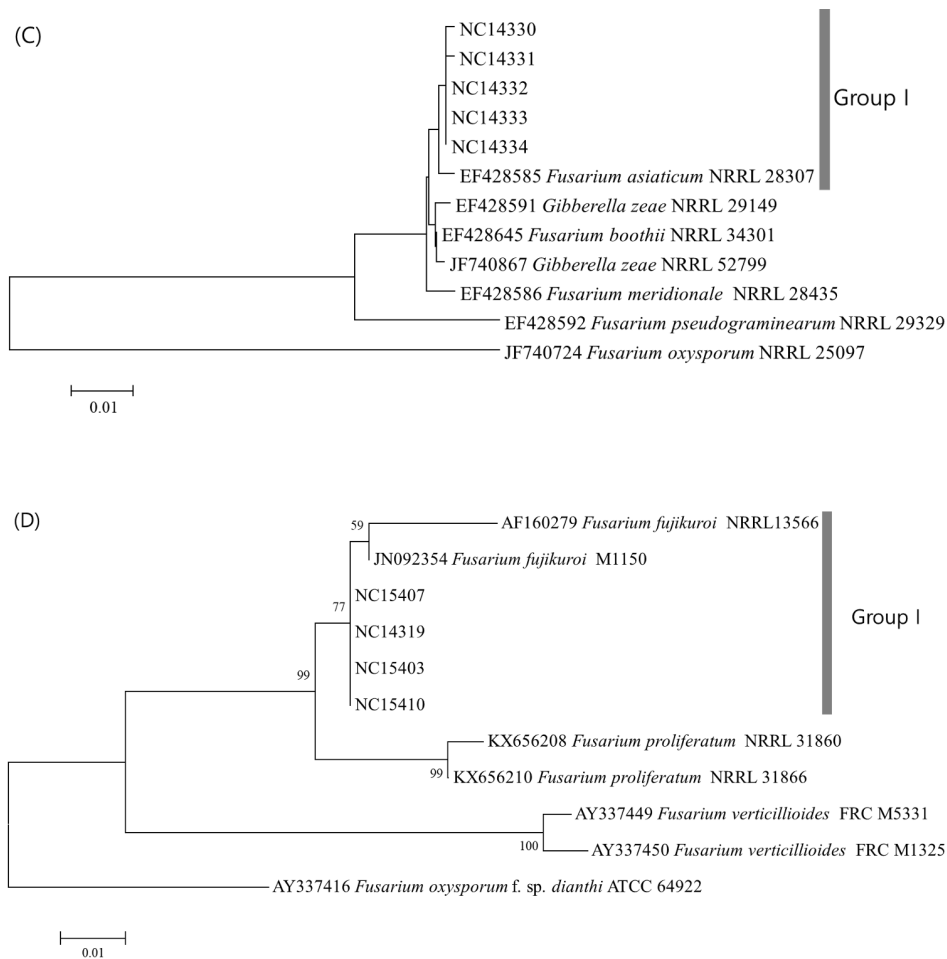 (C)
NC14330
NC14331
NC14332
NC14333
NC14334
EF428585 Fusarium asiaticum NRRL 28307
Group Ⅰ
EF428591 Gibberella zeae NRRL 29149
EF428645 Fusarium boothii NRRL 34301
JF740867 Gibberella zeae NRRL 52799
EF428586 Fusarium meridionale NRRL 28435
EF428592 Fusarium pseudograminearum NRRL 29329
JF740724 Fusarium oxysporum NRRL 25097
0.01
(D)
59
AF160279 Fusarium fujikuroi NRRL13566
JN092354 Fusarium fujikuroi M1150
77
NC15407
NC14319
NC15403
NC15410
Group Ⅰ
99
KX656208 Fusarium proliferatum NRRL 31860
99
KX656210 Fusarium proliferatum NRRL 31866
AY337449 Fusarium verticillioides FRC M5331
100
AY337450 Fusarium verticillioides FRC M1325
AY337416 Fusarium oxysporum f. sp. dianthi ATCC 64922
0.01